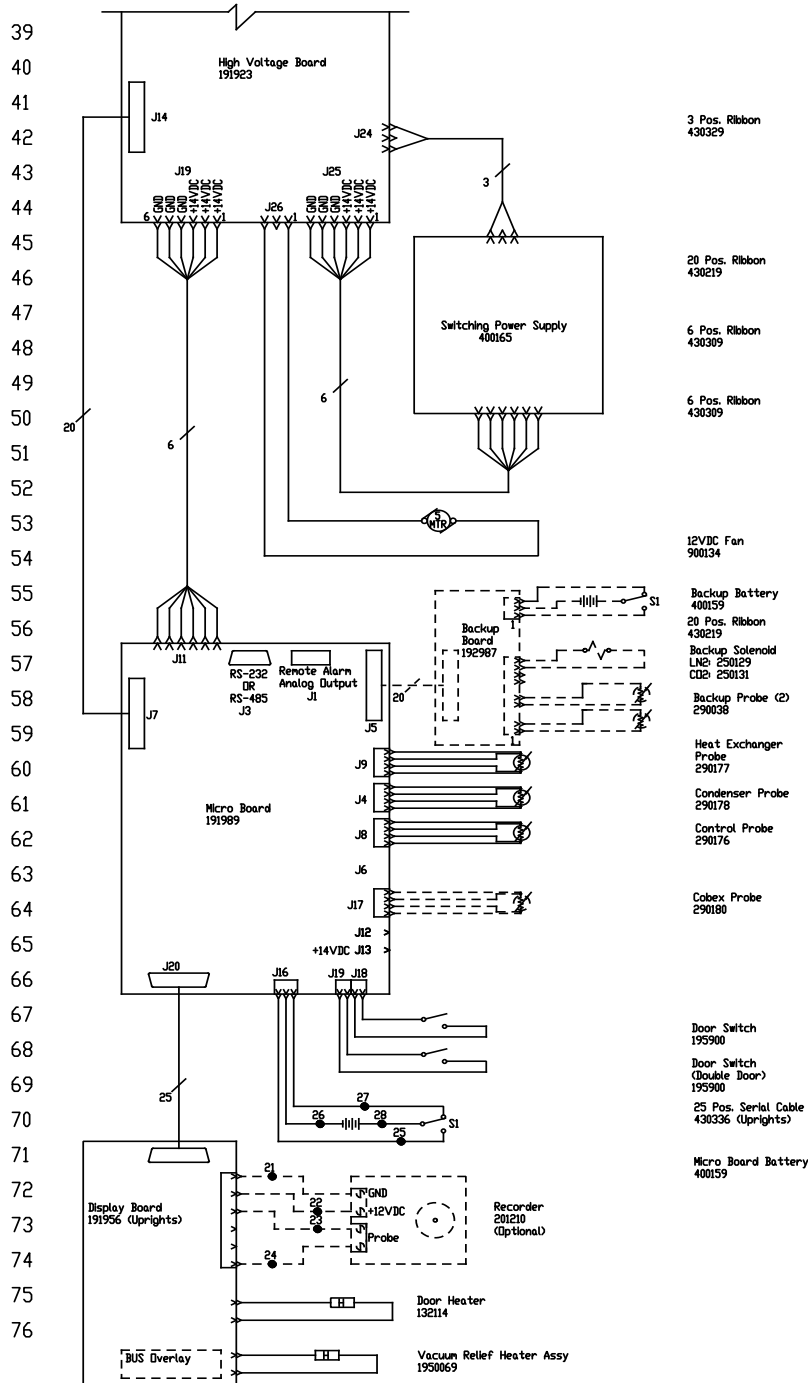 39
40
41
42
43
44
45
46
47
48
49
50
51
52
53
54
55
56
57
58
59
60
61
62
63
64
65
66
67
68
69
70
71
72
73
74
75
76
High Voltage Board
191923
J14
J24
J19
J25
J26
GND
GND
GND
+14VDC
+14VDC
+14VDC
GND
GND
GND
+14VDC
+14VDC
+14VDC
6
1
1
1
3
3 Pos. Ribbon
430329
20 Pos. Ribbon
430219
6 Pos. Ribbon
430309
6 Pos. Ribbon
430309
Switching Power Supply
400165
20
6
6
5
MTR
12VDC Fan
900134
Backup
Board
192987
1
1
S1
Backup Battery
400159
20 Pos. Ribbon
430219
Backup Solenoid
LN2: 250129
CO2: 250131
Backup Probe (2)
290038
J11
RS-232
OR
RS-485
J3
Remote Alarm
Analog Output
J1
J5
20
J7
Micro Board
191989
J9
J4
J8
J6
J17
J12
+14VDC J13
Heat Exchanger
Probe
290177
Condenser Probe
290178
Control Probe
290176
Cobex Probe
290180
J20
J16
J19
J18
Door Switch
195900
Door Switch
(Double Door)
195900
25
27
26
28
25
S1
25 Pos. Serial Cable
430336 (Uprights)
Micro Board Battery
400159
Display Board
191956 (Uprights)
21
22
23
24
GND
+12VDC
Probe
Recorder
201210
(Optional)
H
Door Heater
132114
BUS Overlay
H
Vacuum Relief Heater Assy
1950069